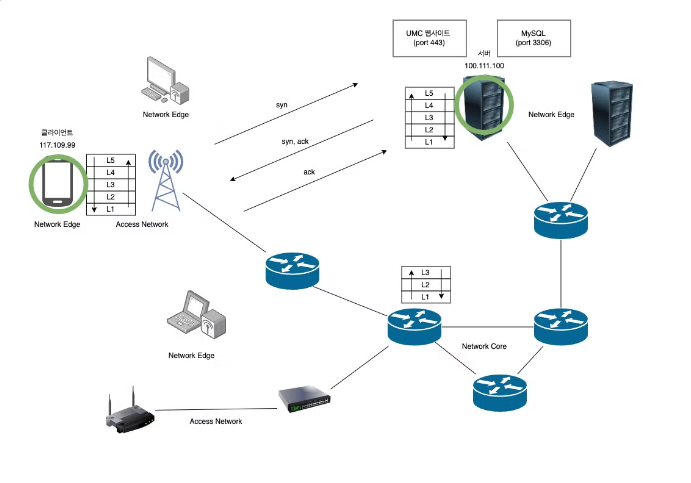 UMC 웹사이트
(port 443)
MySQL
(port 3306)
서버
100.111.100
Network Edge
syn
L5
L4
L3
L2
L1
Network Edge
syn, ack
클라이언트
117.109.99
ack
L5
L4
L3
L2
L1
Network Edge
Access Network
L3
L2
L1
Network Core
Network Edge
Access Network